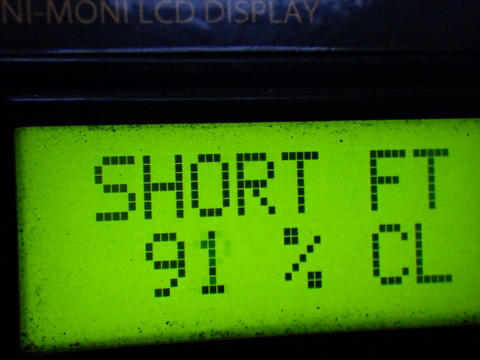 NI-MONI LCD DISPLAY
SHORT FT
91 % CL